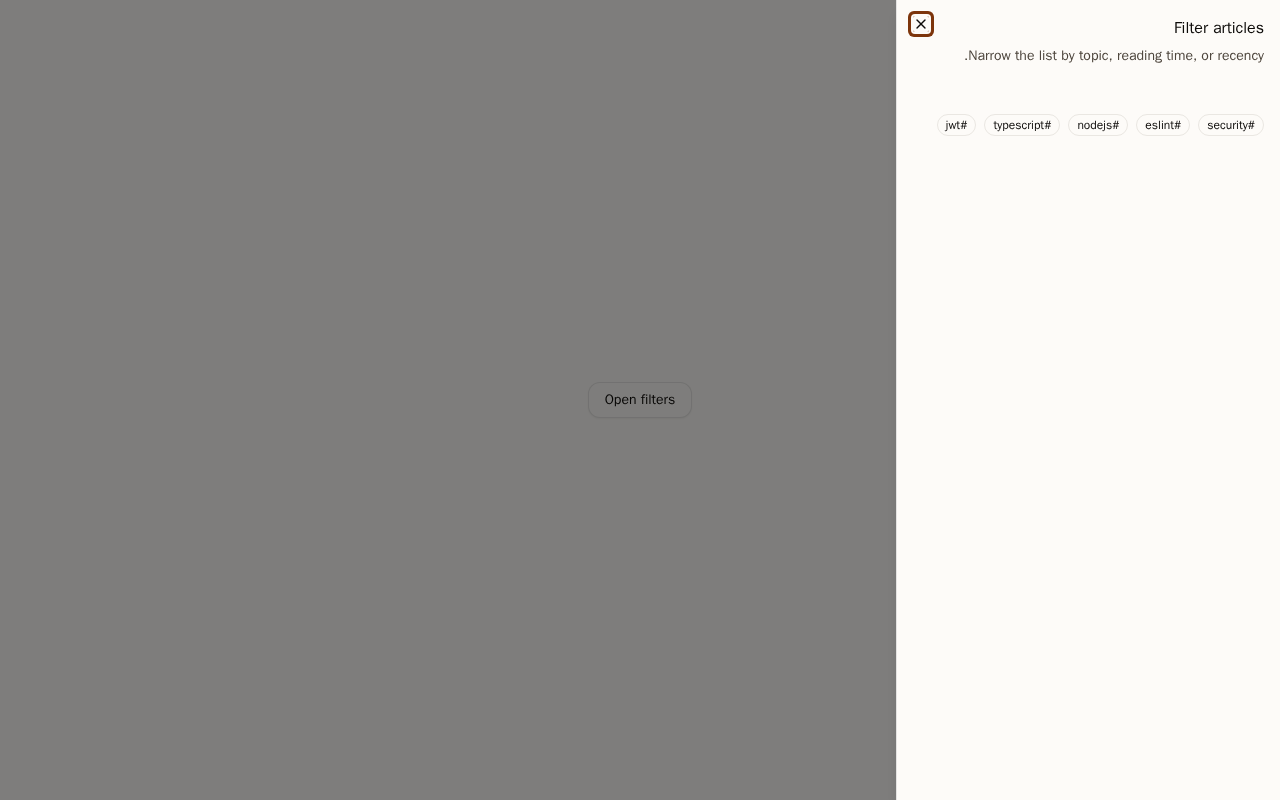 Filter articles
.Narrow the list by topic, reading time, or recency
jwt# typescript# nodejs# eslint# security#
Open filters